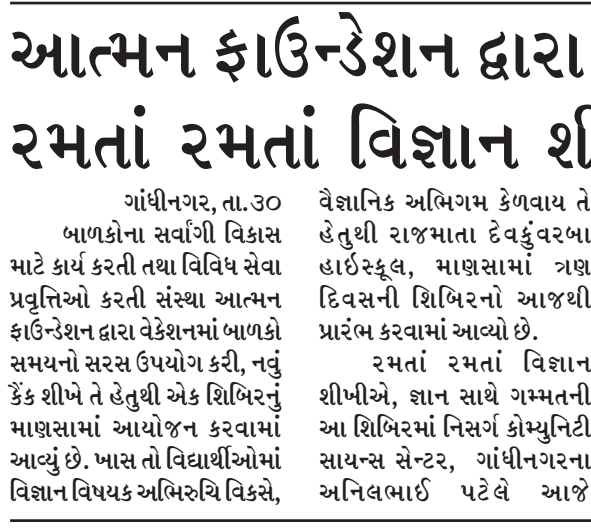 આત્મન ફાઉન્ડેશન દ્વારા
રમતાં રમતાં વિજ્ઞાન શી
ગાંધીનગર, તા.૩૦
બાળકોના સર્વાંગી વિકાસ
માટે કાર્ય કરતી તથા વિવિધ સેવા
પ્રવૃત્તિઓ કરતી સંસ્થા આત્મન
ફાઉન્ડેશન દ્વારા વેકેશનમાં બાળકો
સમયનો સરસ ઉપયોગ કરી, નવું
કૈંક શીખે તે હેતુથી એક શિબિરનું
માણસામાં આયોજન કરવામાં
આવ્યું છે. ખાસ તો વિદ્યાર્થીઓમાં
વિજ્ઞાન વિષયક અભિરુચિ વિકસે,
વૈજ્ઞાનિક અભિગમ કેળવાય તે
હેતુથી રાજમાતા દેવકુંવરબા
હાઇસ્કૂલ, માણસામાં ત્રણ
દિવસની શિબિરનો આજથી
પ્રારંભ કરવામાં આવ્યો છે.
રમતાં રમતાં વિજ્ઞાન
શીખીએ, જ્ઞાન સાથે ગમ્મતની
આ શિબિરમાં નિસર્ગ કોમ્યુનિટી
સાયન્સ સેન્ટર, ગાંધીનગરના
અનિલભાઈ પટેલે આજે